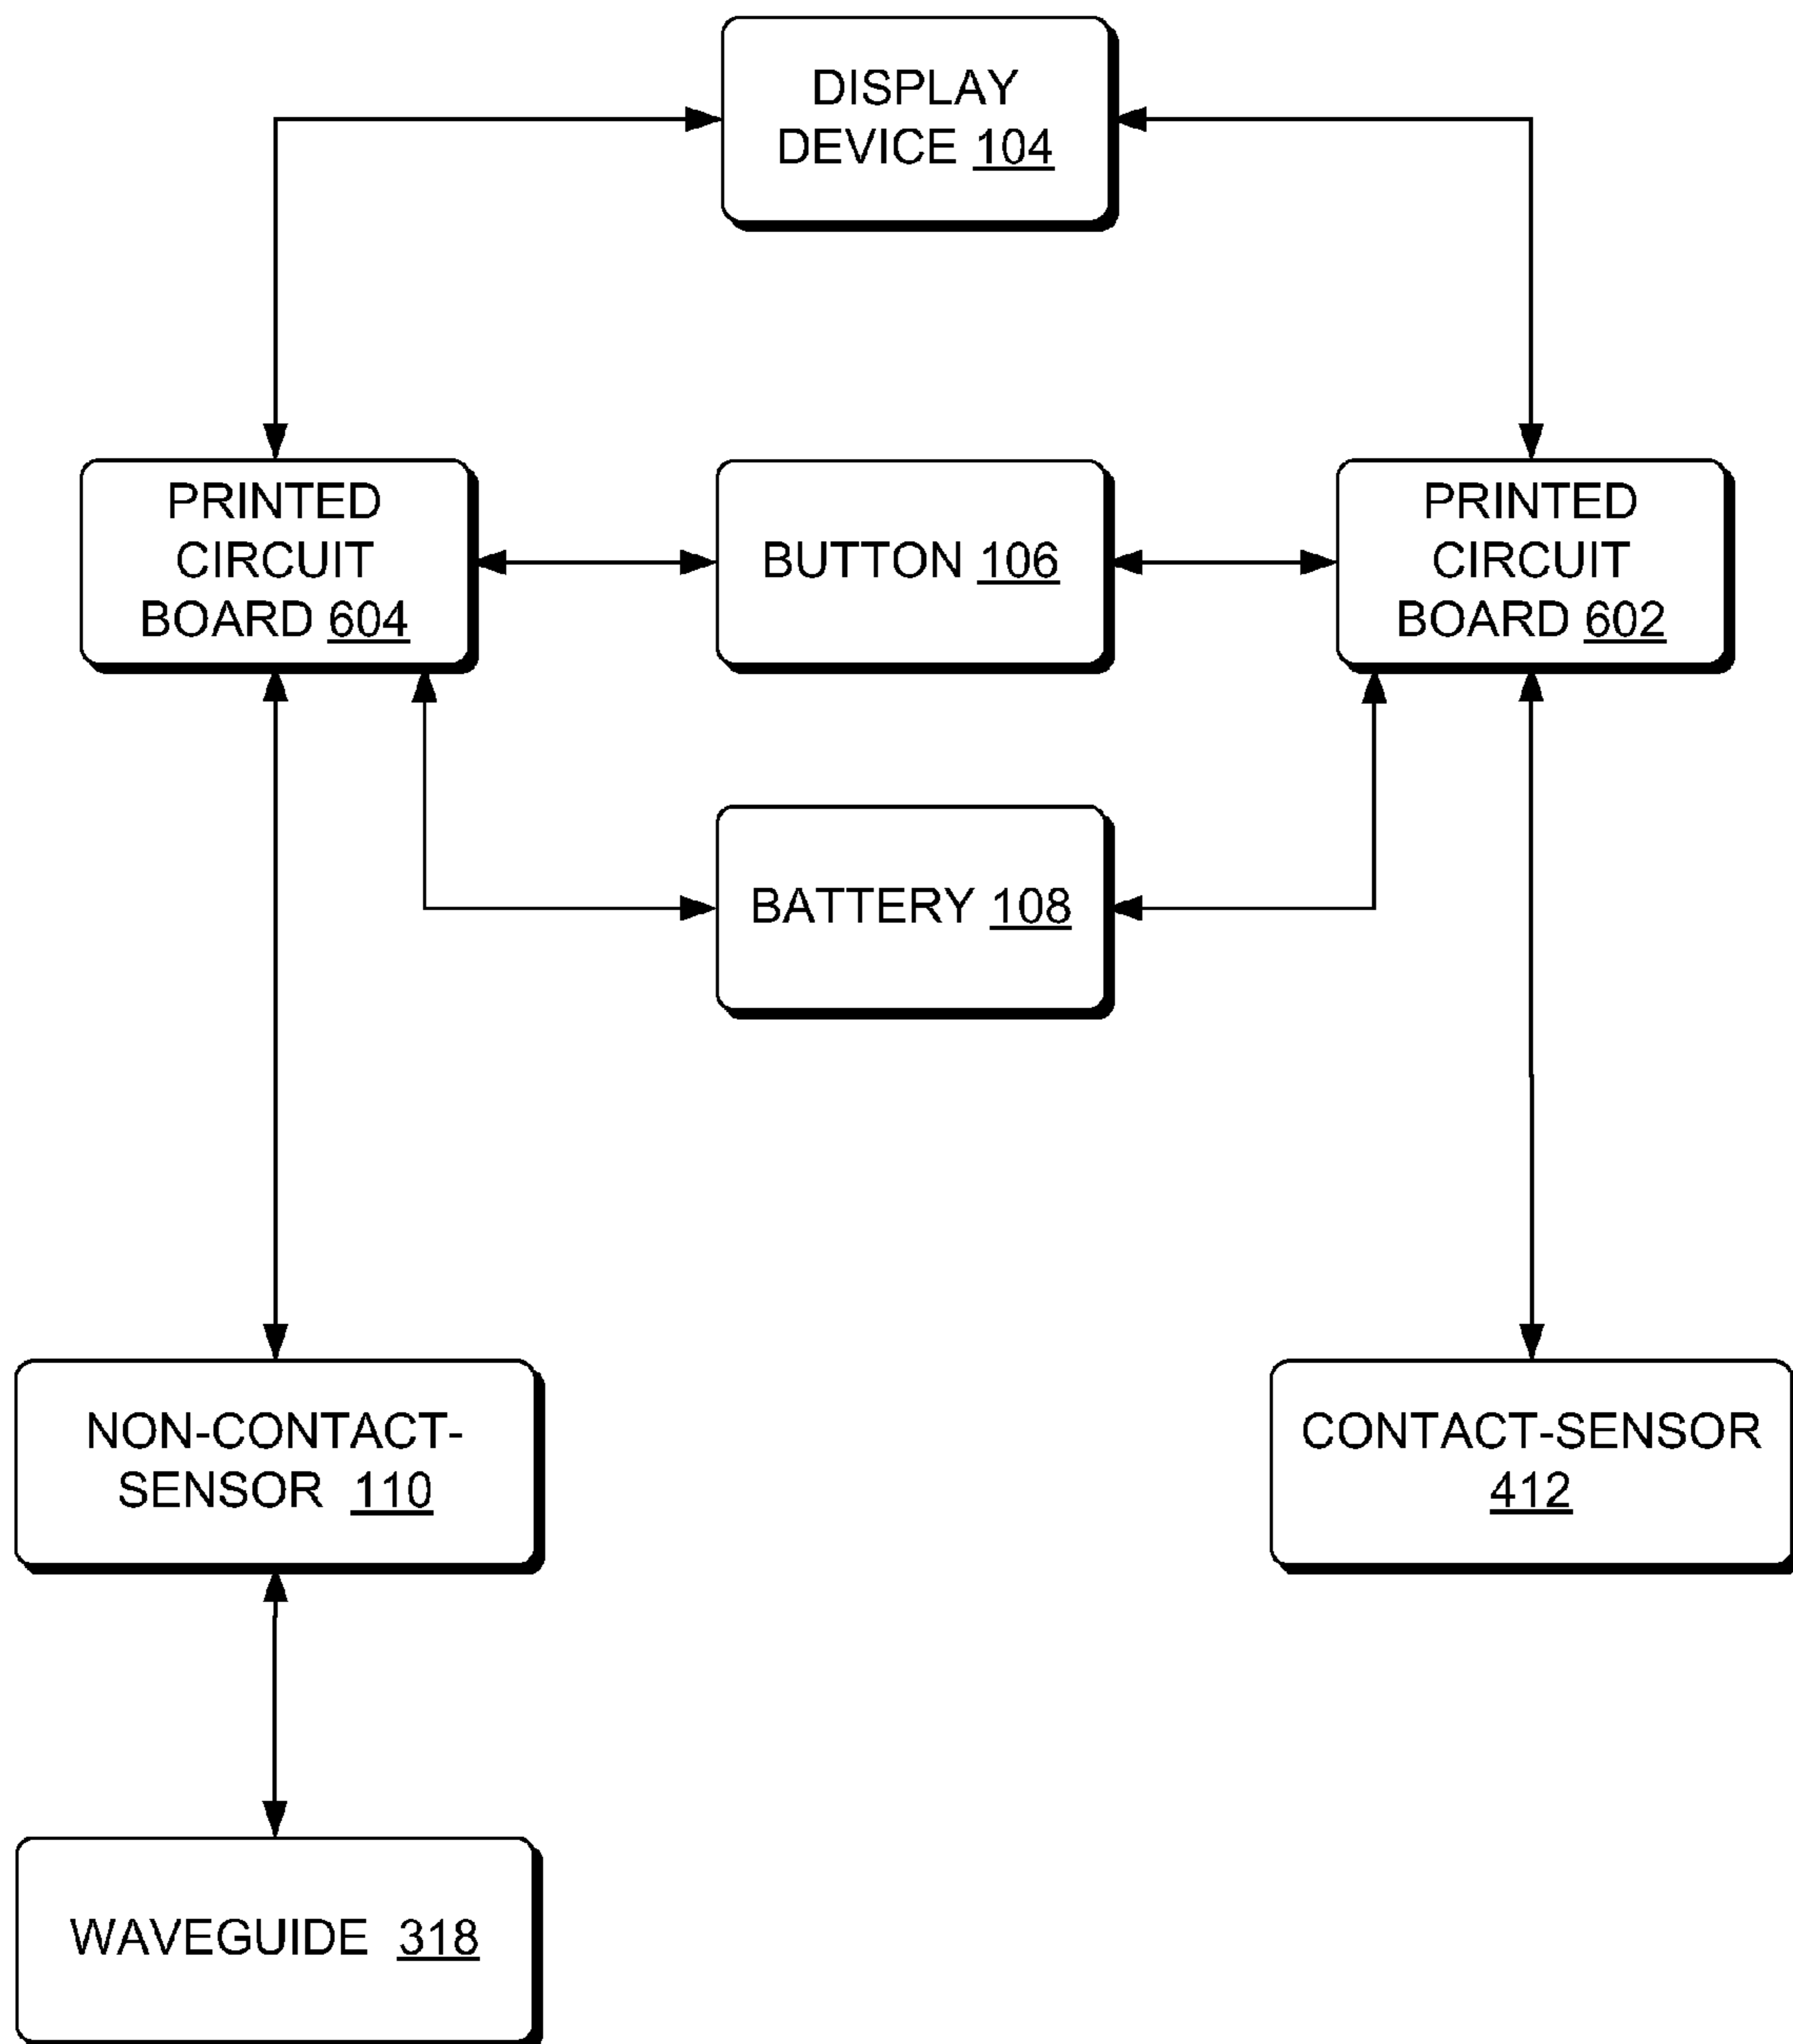 DISPLAY
DEVICE 104
PRINTED
CIRCUIT
BOARD 604
BUTTON 106
PRINTED
CIRCUIT
BOARD 602
BATTERY 108
NON-CONTACT-
SENSOR 110
CONTACT-SENSOR
412
WAVEGUIDE 318